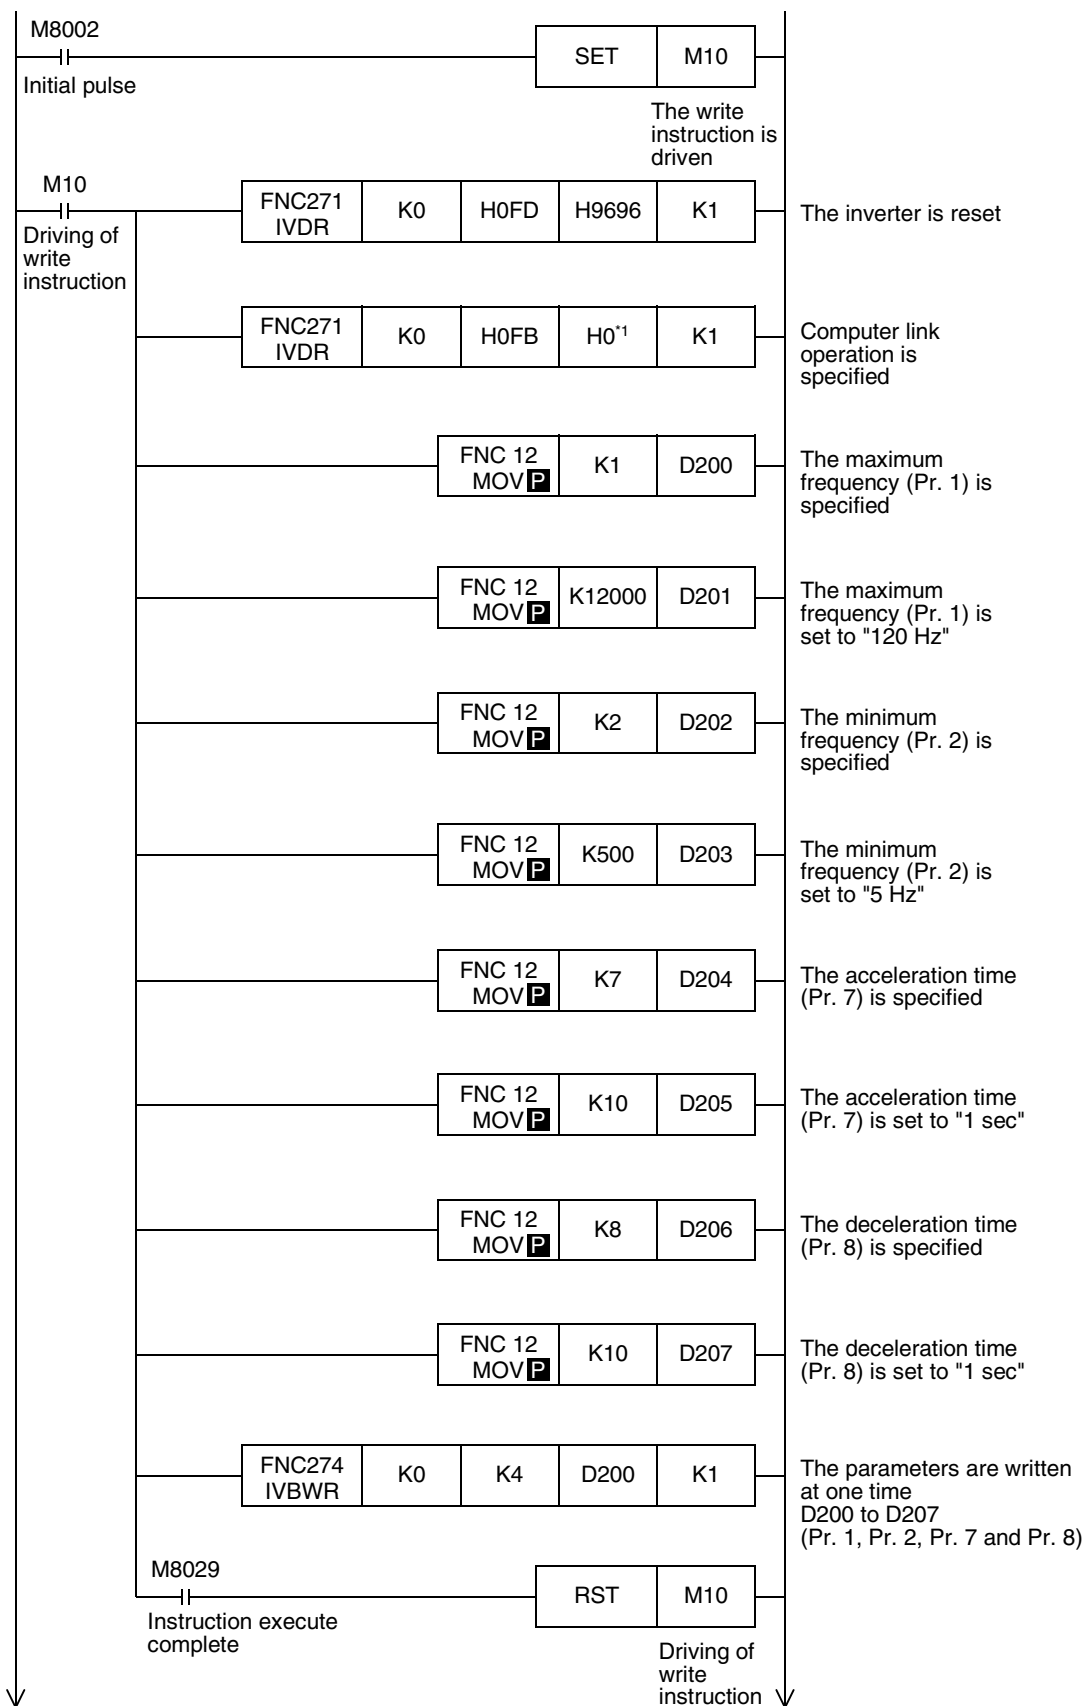 M8002
SET M10
Initial pulse
The write
instruction is
driven
M10
FNC271
IVDR K0 H0FD H9696 K1
The inverter is reset
Driving of
write
instruction
FNC271
IVDR K0 H0FB H0*1 K1
Computer link
operation is
specified
FNC 12
MOV P K1 D200
The maximum
frequency (Pr. 1) is
specified
FNC 12
MOV P K12000 D201
The maximum
frequency (Pr. 1) is
set to "120 Hz"
FNC 12
MOV P K2 D202
The minimum
frequency (Pr. 2) is
specified
FNC 12
MOV P K500 D203
The minimum
frequency (Pr. 2) is
set to "5 Hz"
FNC 12
MOV P K7 D204
The acceleration time
(Pr. 7) is specified
FNC 12
MOV P K10 D205
The acceleration time
(Pr. 7) is set to "1 sec"
FNC 12
MOV P K8 D206
The deceleration time
(Pr. 8) is specified
FNC 12
MOV P K10 D207
The deceleration time
(Pr. 8) is set to "1 sec"
FNC274
IVBWR K0 K4 D200 K1
The parameters are written
at one time
D200 to D207
(Pr. 1, Pr. 2, Pr. 7 and Pr. 8)
M8029
RST M10
Instruction execute
complete
Driving of
write
instruction